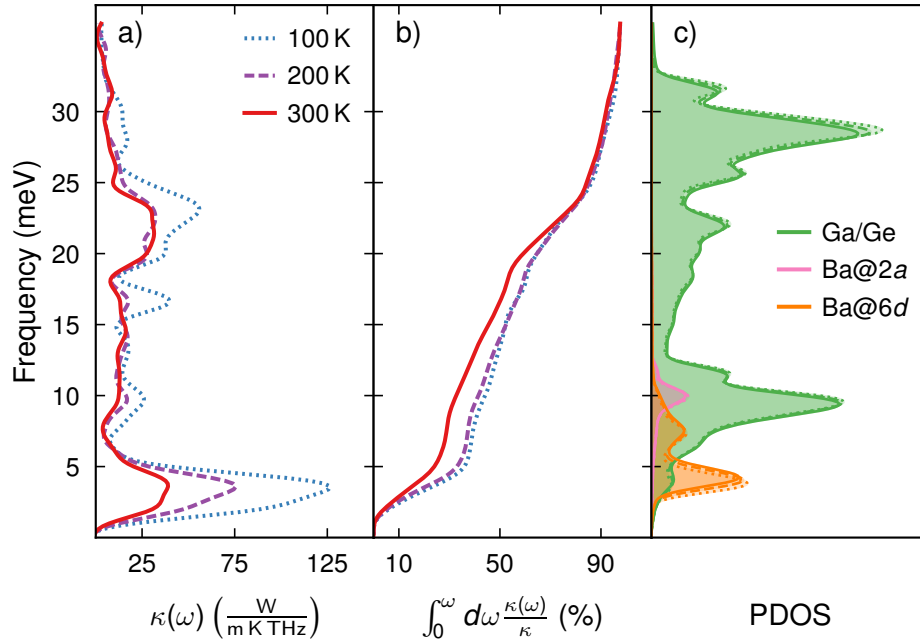 a)
100 K
200 K
300 K
b)
c)
Ga/Ge
Ba@2a
Ba@6d
Frequency (meV)
30
25
20
15
10
5
25 75 125
10 50 90
κ(ω) (W / m K THz)
∫₀^ω dω κ(ω)/κ (%)
PDOS